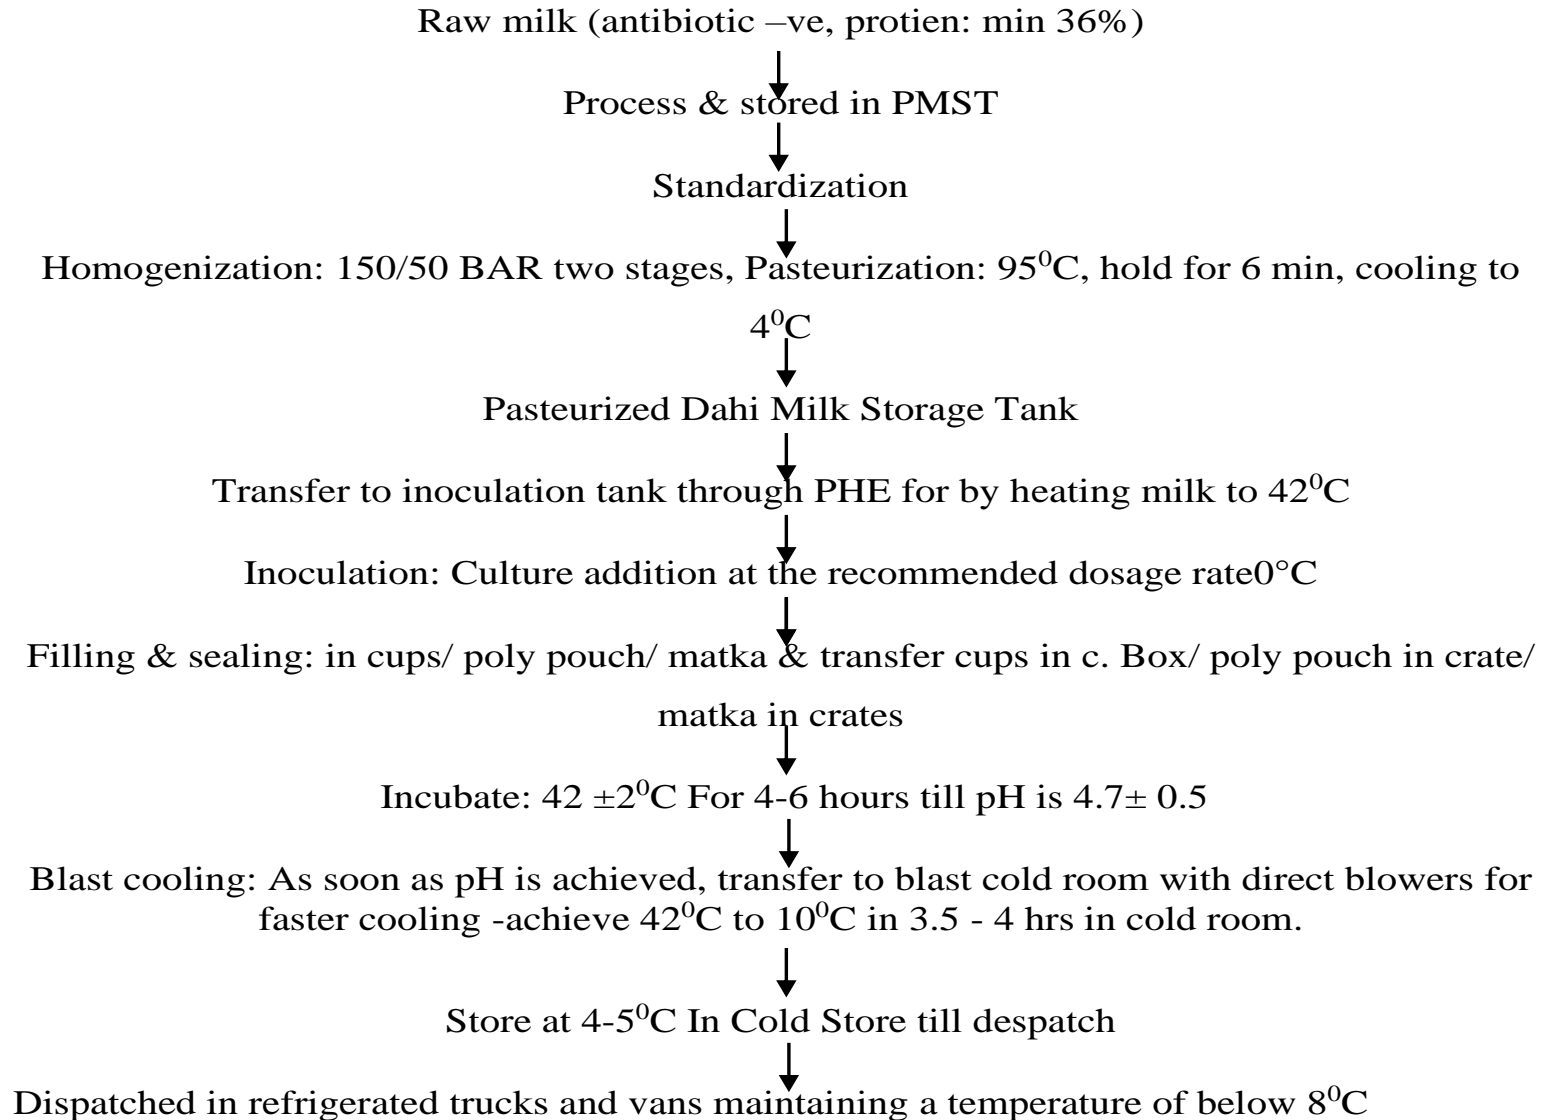 Raw milk (antibiotic –ve, protien: min 36%)
Process & stored in PMST
Standardization
Homogenization: 150/50 BAR two stages, Pasteurization: 95⁰C, hold for 6 min, cooling to
4⁰C
Pasteurized Dahi Milk Storage Tank
Transfer to inoculation tank through PHE for by heating milk to 42⁰C
Inoculation: Culture addition at the recommended dosage rate0°C
Filling & sealing: in cups/ poly pouch/ matka & transfer cups in c. Box/ poly pouch in crate/
matka in crates
Incubate: 42 ±2⁰C For 4-6 hours till pH is 4.7± 0.5
Blast cooling: As soon as pH is achieved, transfer to blast cold room with direct blowers for
faster cooling -achieve 42⁰C to 10⁰C in 3.5 - 4 hrs in cold room.
Store at 4-5⁰C In Cold Store till despatch
Dispatched in refrigerated trucks and vans maintaining a temperature of below 8⁰C